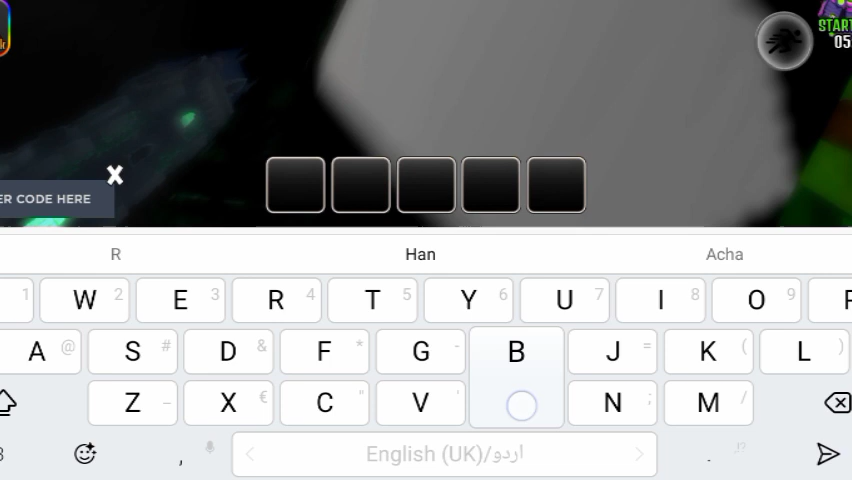 START
05
ER CODE HERE
X
R Han Acha
1 W 2 E 3 R 4 T 5 Y 6 U 7 I 8 O 9 P
A @ S # D & F * G - B J = K ( L )
Z _ X € C " V ' N ; M /
, English (UK)/اردو . .!?